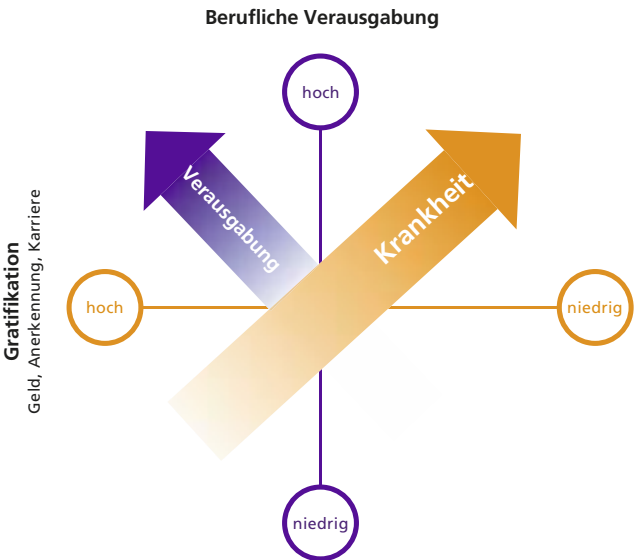 Berufliche Verausgabung
hoch
Verausgabung
Krankheit
Gratifikation
Geld, Anerkennung, Karriere
hoch
niedrig
niedrig